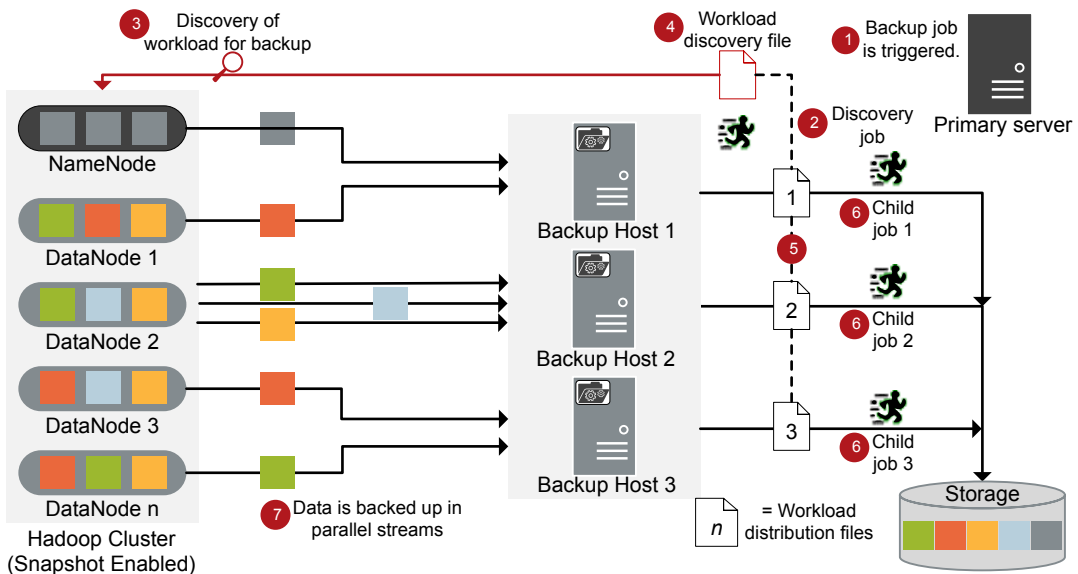 3
Discovery of
workload for backup
4
Workload
discovery file
1
Backup job
is triggered.
Primary server
2
Discovery
job
NameNode
DataNode 1
DataNode 2
DataNode 3
DataNode n
Hadoop Cluster
(Snapshot Enabled)
Backup Host 1
Backup Host 2
Backup Host 3
1
6
Child
job 1
5
2
6
Child
job 2
3
6
Child
job 3
7
Data is backed up in
parallel streams
n
= Workload
distribution files
Storage